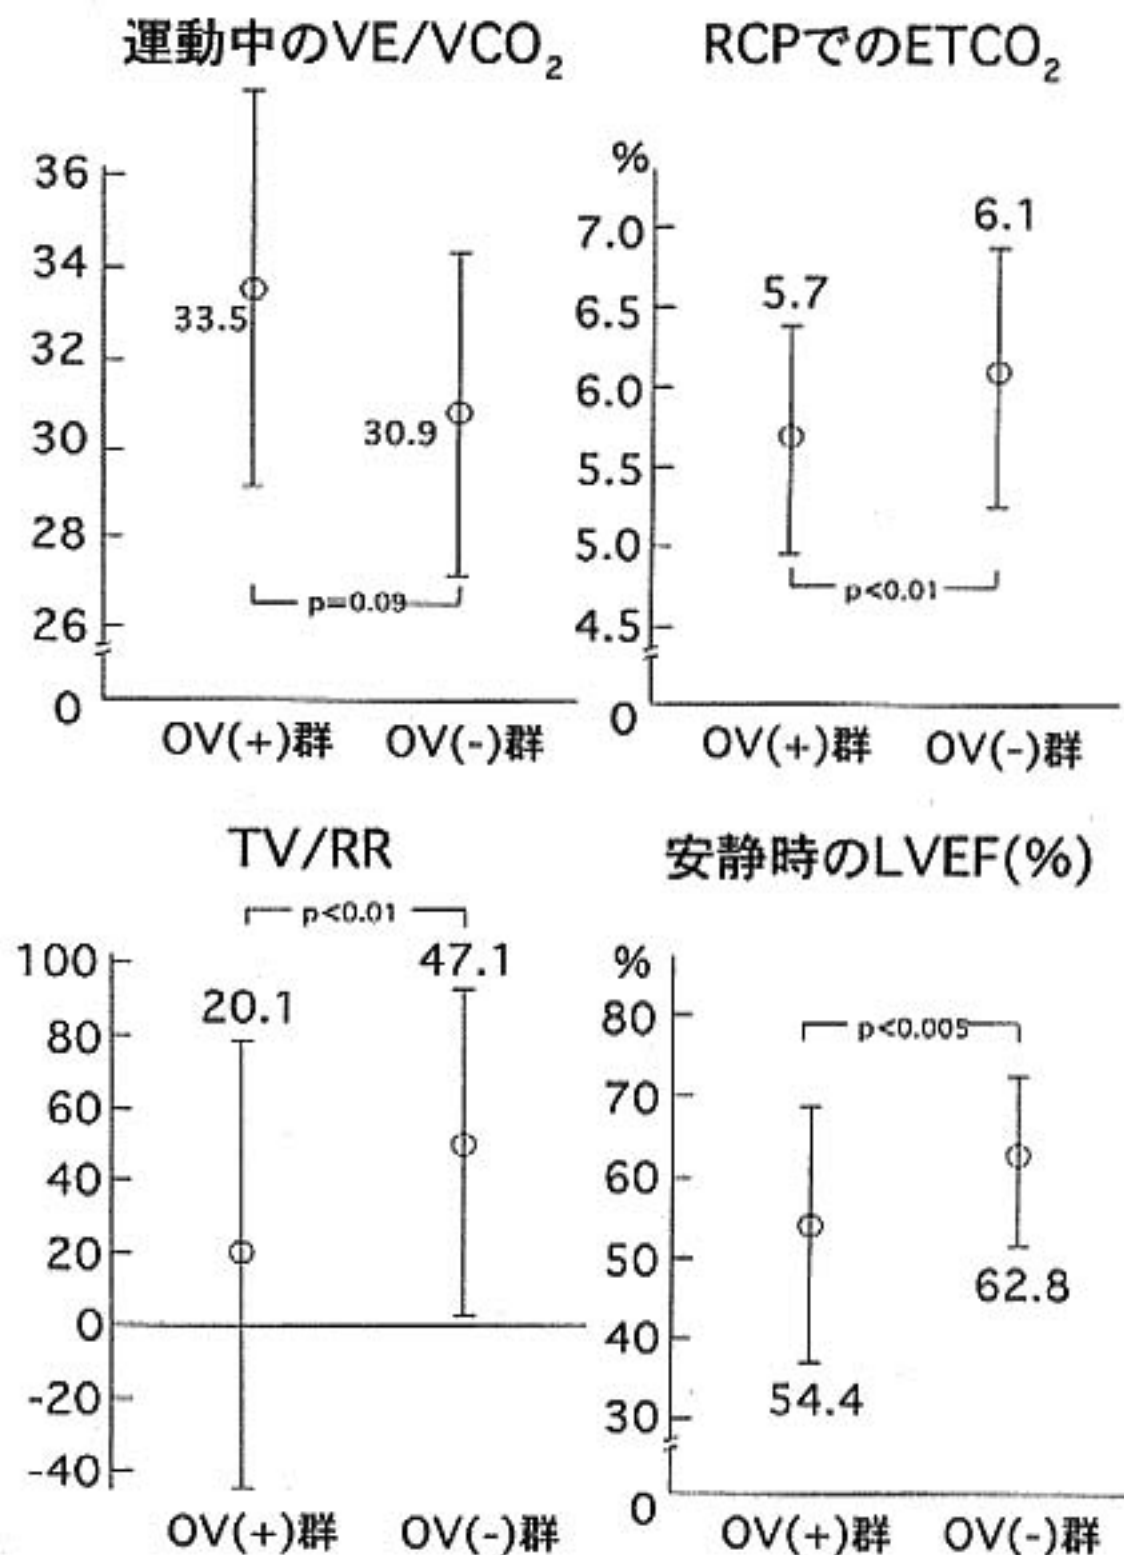 運動中のVE/VCO₂
36
34
32
30
28
26
0
33.5
30.9
p=0.09
OV(+)群
OV(-)群
RCPでのETCO₂
%
7.0
6.5
6.0
5.5
5.0
4.5
0
5.7
6.1
p<0.01
OV(+)群
OV(-)群
TV/RR
p<0.01
100
80
60
40
20
0
-20
-40
20.1
47.1
OV(+)群
OV(-)群
安静時のLVEF(%)
%
80
70
60
50
40
30
0
p<0.005
54.4
62.8
OV(+)群
OV(-)群